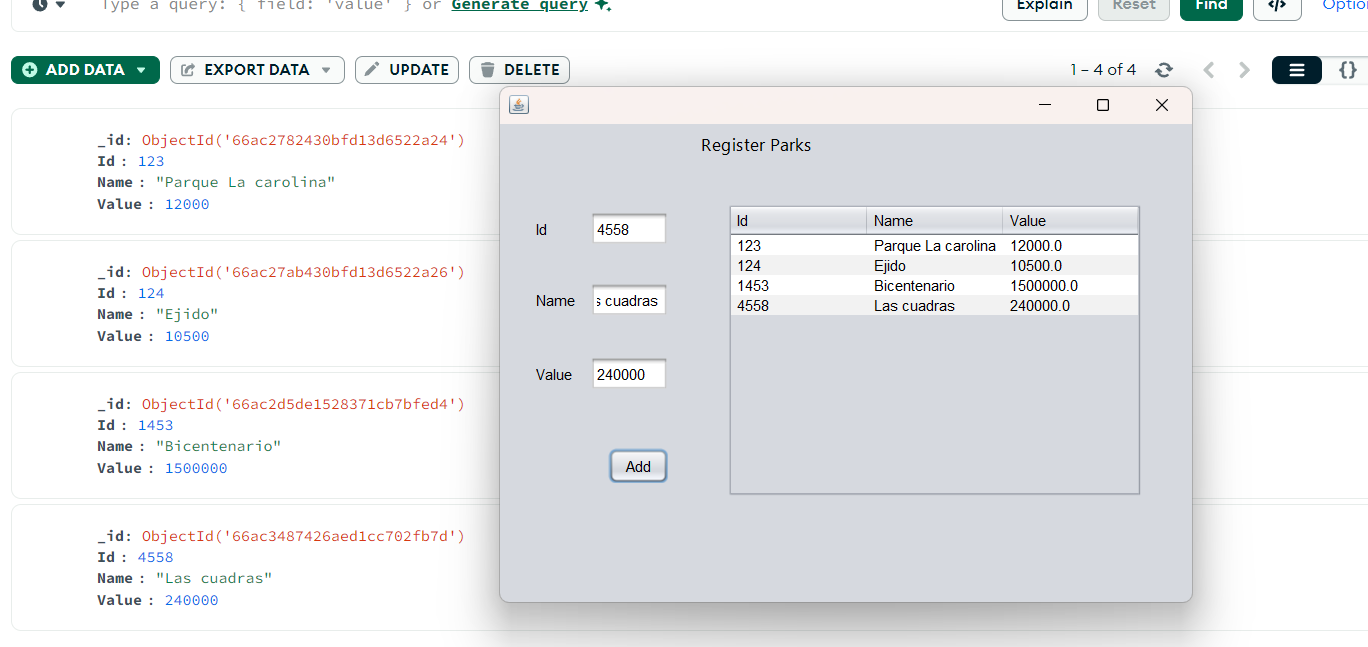 Type a query: { field: 'value' } or Generate query
Explain
Reset
Find
</>
Optio
ADD DATA
EXPORT DATA
UPDATE
DELETE
1 – 4 of 4
{}
_id: ObjectId('66ac2782430bfd13d6522a24')
Id : 123
Name : "Parque La carolina"
Value : 12000
_id: ObjectId('66ac27ab430bfd13d6522a26')
Id : 124
Name : "Ejido"
Value : 10500
_id: ObjectId('66ac2d5de1528371cb7bfed4')
Id : 1453
Name : "Bicentenario"
Value : 1500000
_id: ObjectId('66ac3487426aed1cc702fb7d')
Id : 4558
Name : "Las cuadras"
Value : 240000
Register Parks
Id 4558
Name s cuadras
Value 240000
Add
Id Name Value
123 Parque La carolina 12000.0
124 Ejido 10500.0
1453 Bicentenario 1500000.0
4558 Las cuadras 240000.0